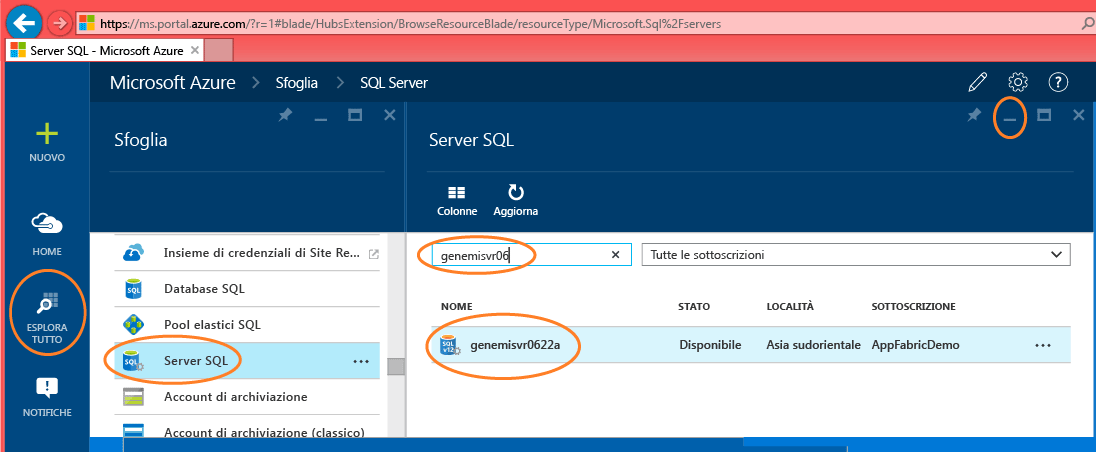 https://ms.portal.azure.com/?r=1#blade/HubsExtension/BrowseResourceBlade/resourceType/Microsoft.Sql%2Fservers
Server SQL - Microsoft Azure
Microsoft Azure > Sfoglia > SQL Server
NUOVO
HOME
ESPLORA
TUTTO
NOTIFICHE
Sfoglia
Insieme di credenziali di Site Re...
Database SQL
Pool elastici SQL
Server SQL
Account di archiviazione
Account di archiviazione (classico)
Server SQL
Colonne Aggiorna
genemisvr06 Tutte le sottoscrizioni
NOME STATO LOCALITÀ SOTTOSCRIZIONE
SQL V12 genemisvr0622a Disponibile Asia sudorientale AppFabricDemo